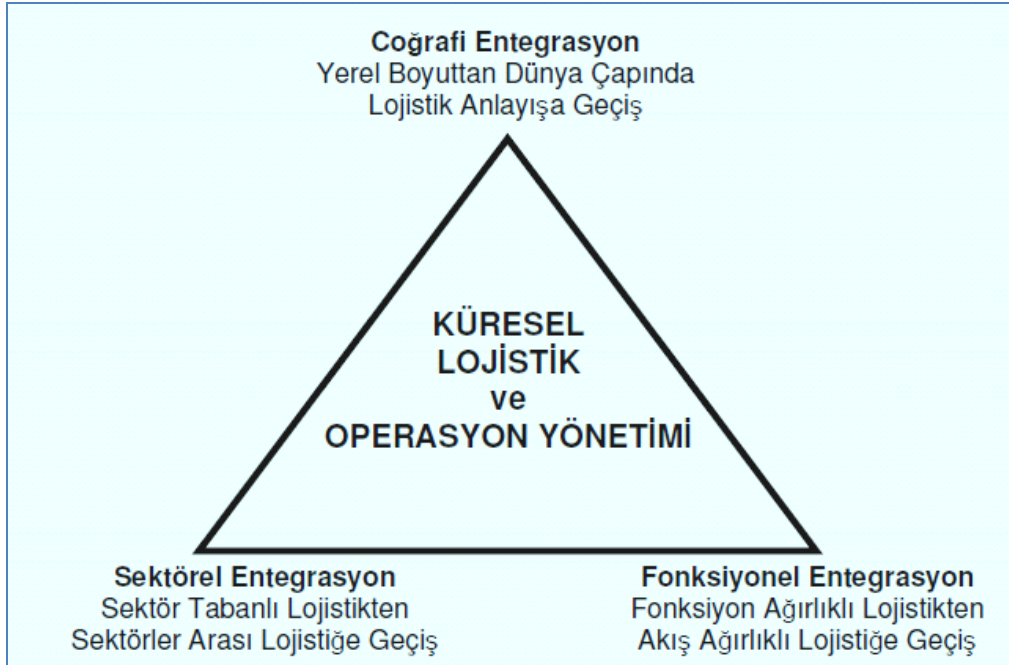 Coğrafi Entegrasyon
Yerel Boyuttan Dünya Çapında
Lojistik Anlayışa Geçiş
KÜRESEL
LOJİSTİK
ve
OPERASYON YÖNETİMİ
Sektörel Entegrasyon
Sektör Tabanlı Lojistikten
Sektörler Arası Lojistiğe Geçiş
Fonksiyonel Entegrasyon
Fonksiyon Ağırlıklı Lojistikten
Akış Ağırlıklı Lojistiğe Geçiş